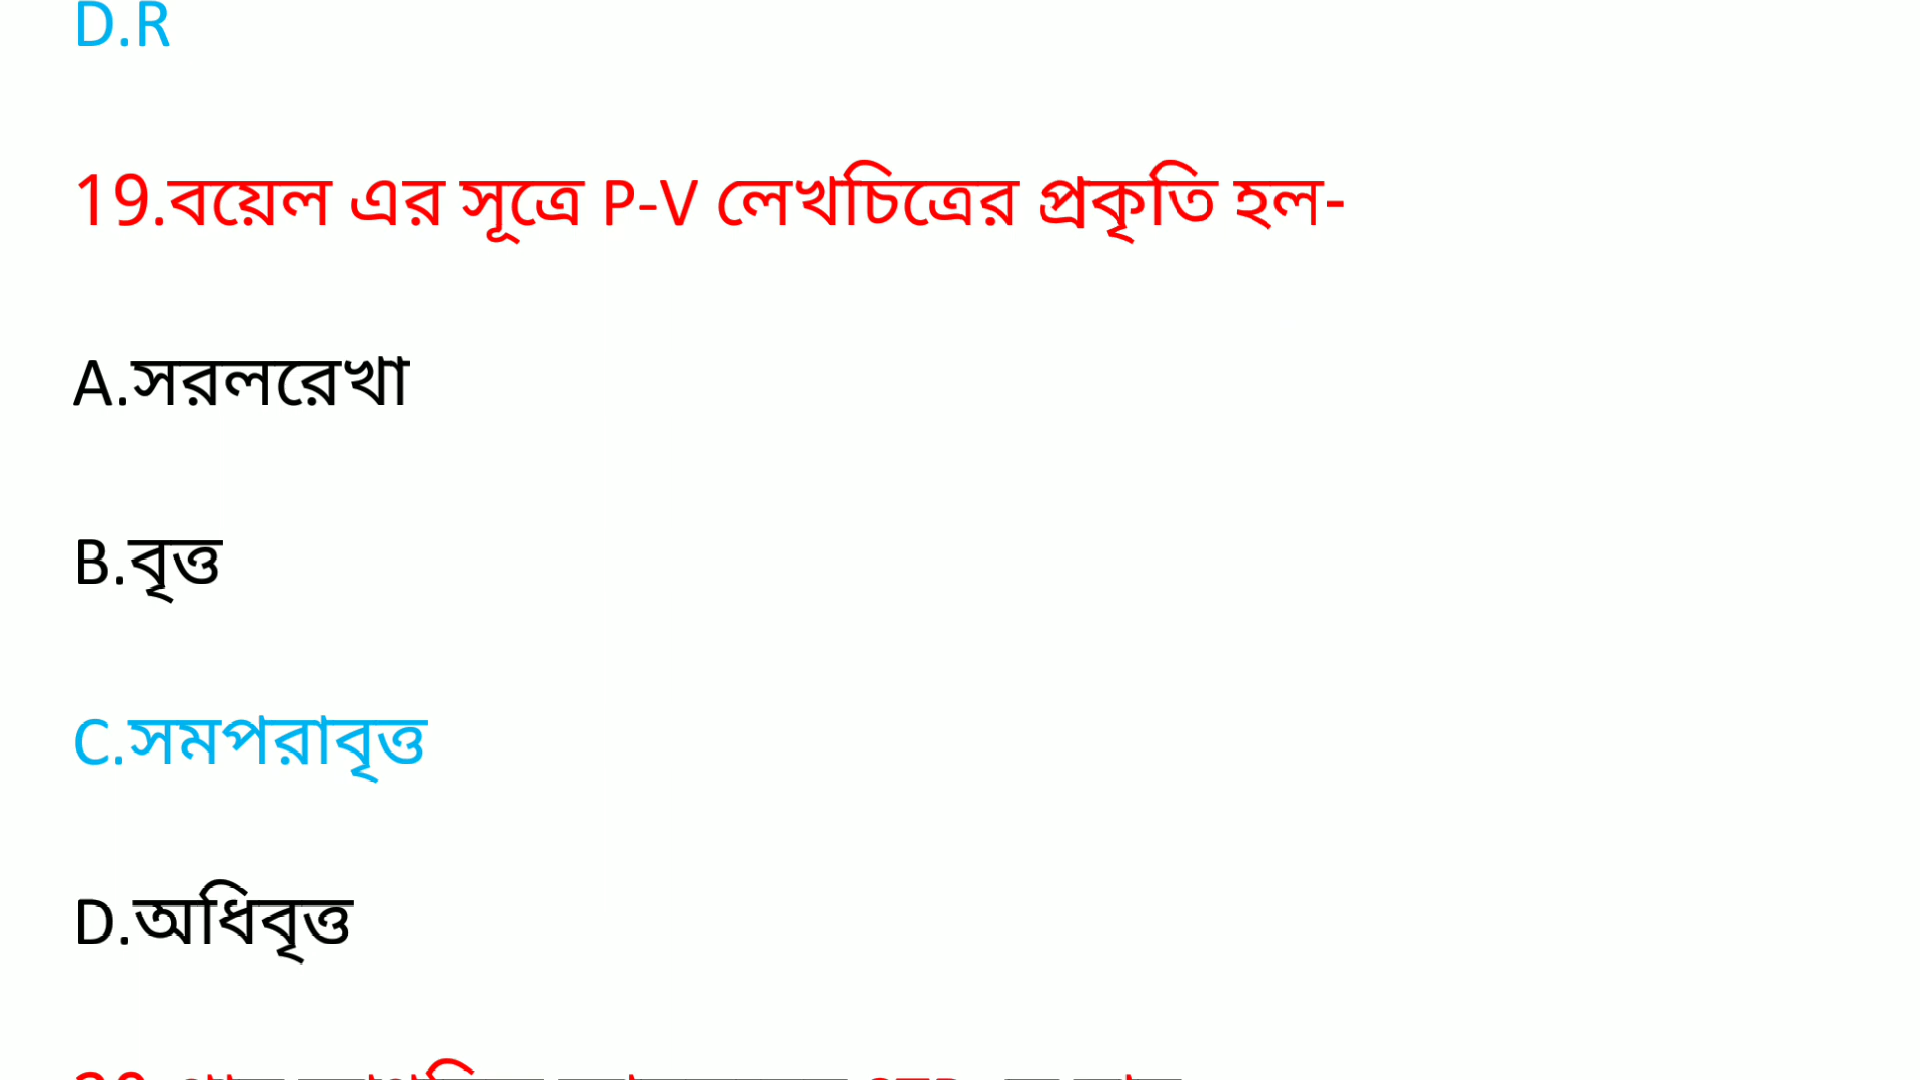 D.R
19.বয়েল এর সূত্রে P-V লেখচিত্রের প্রকৃতি হল-
A.সরলরেখা
B.বৃত্ত
C.সমপরাবৃত্ত
D.অধিবৃত্ত